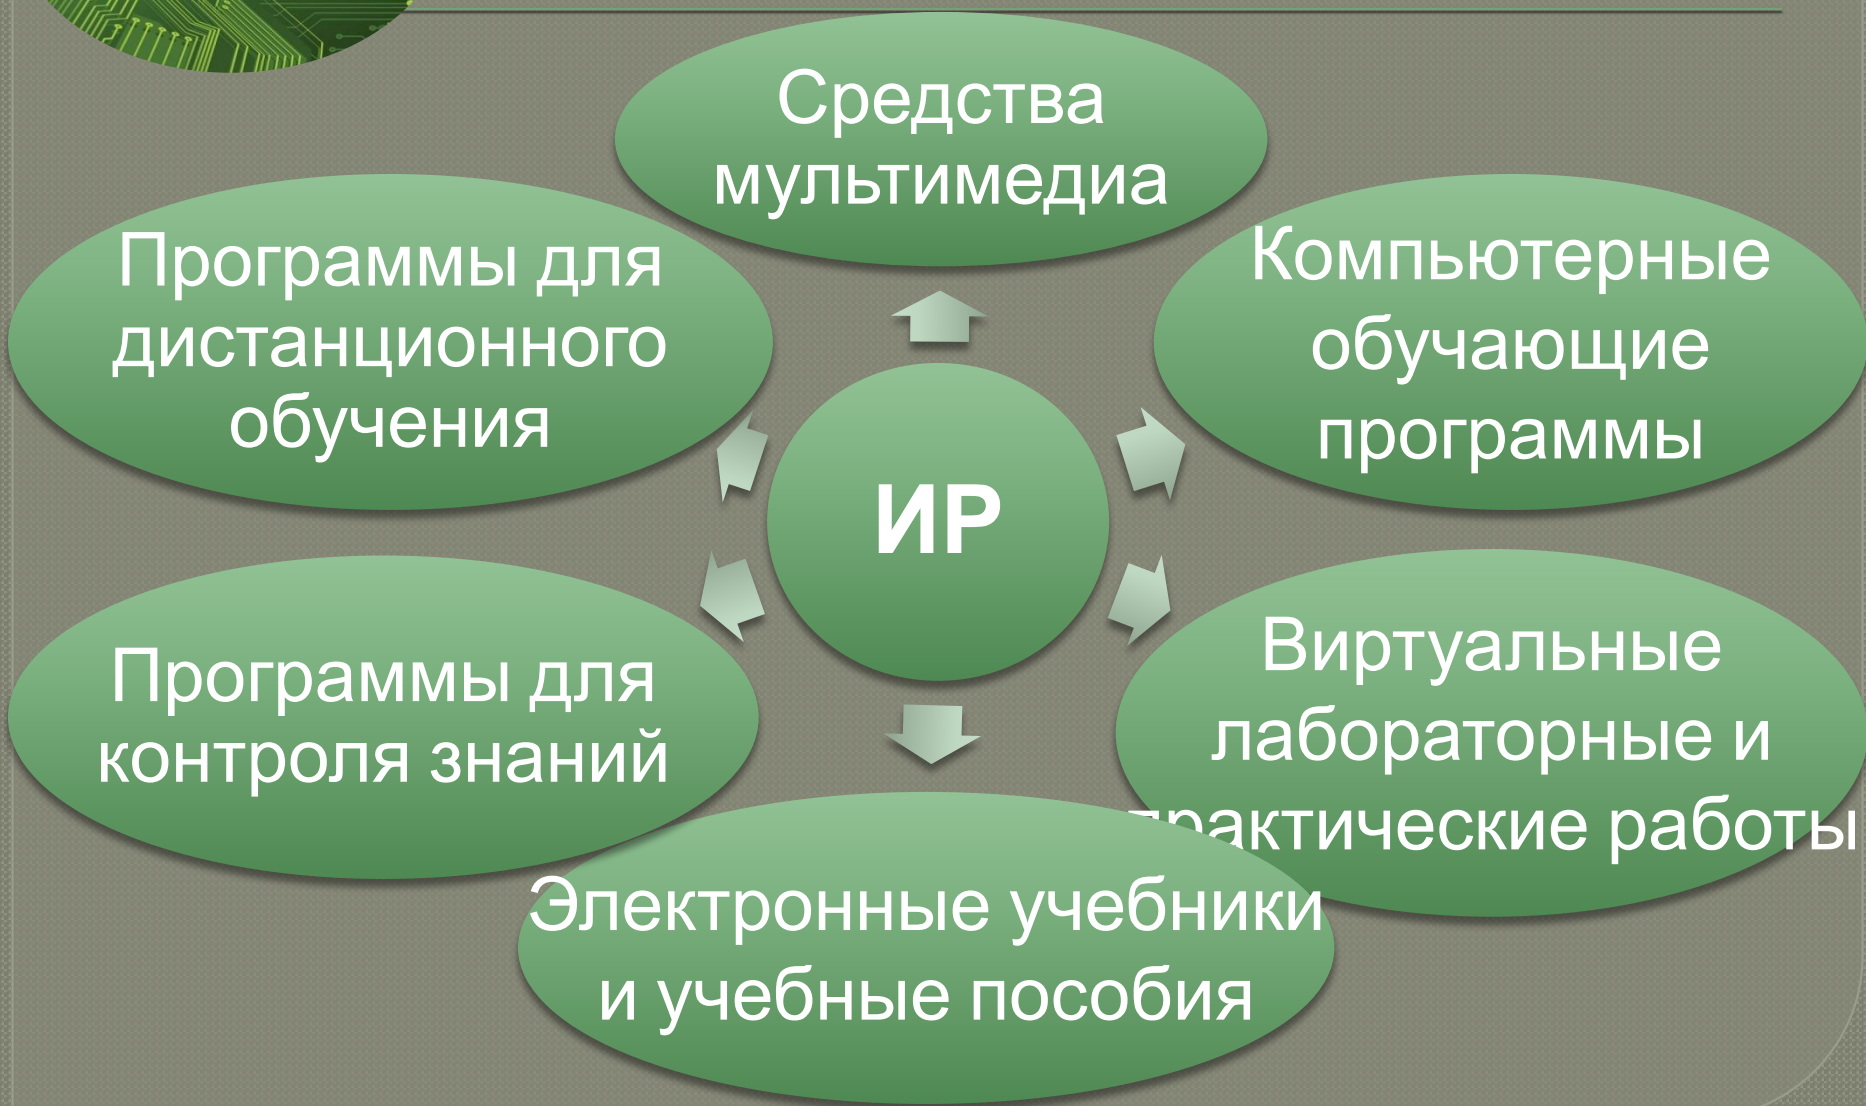 Средства
мультимедиа
Компьютерные
обучающие
программы
Виртуальные
лабораторные и
практические работы
Электронные учебники
и учебные пособия
Программы для
контроля знаний
Программы для
дистанционного
обучения
ИР